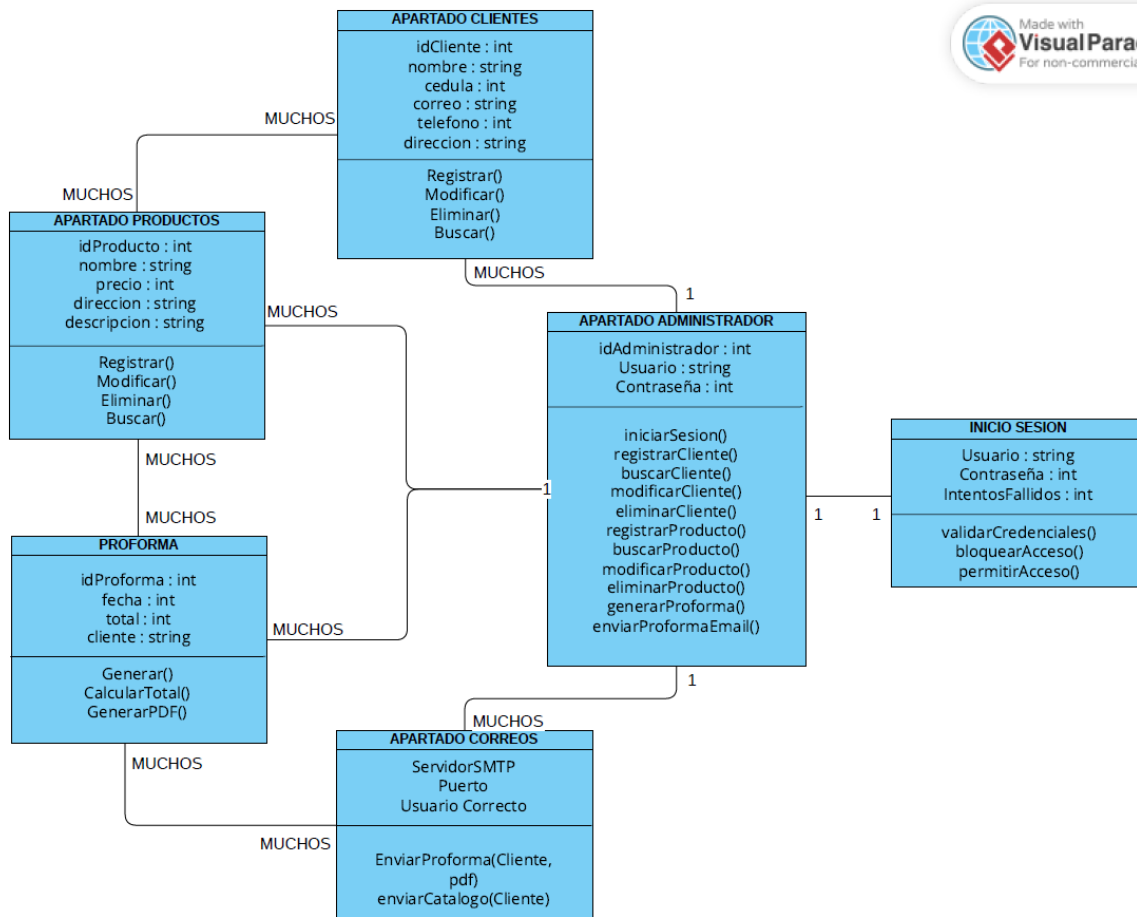 APARTADO CLIENTES
idCliente : int
nombre : string
cedula : int
correo : string
telefono : int
direccion : string
Registrar()
Modificar()
Eliminar()
Buscar()
Made with
Visual Para
For non-commercia
MUCHOS
MUCHOS
APARTADO PRODUCTOS
idProducto : int
nombre : string
precio : int
direccion : string
descripcion : string
Registrar()
Modificar()
Eliminar()
Buscar()
MUCHOS
1
MUCHOS
1
APARTADO ADMINISTRADOR
idAdministrador : int
Usuario : string
Contraseña : int
iniciarSesion()
registrarCliente()
buscarCliente()
modificarCliente()
eliminarCliente()
registrarProducto()
buscarProducto()
modificarProducto()
eliminarProducto()
generarProforma()
enviarProformaEmail()
1
1
INICIO SESION
Usuario : string
Contraseña : int
IntentosFallidos : int
validarCredenciales()
bloquearAcceso()
permitirAcceso()
MUCHOS
MUCHOS
PROFORMA
idProforma : int
fecha : int
total : int
cliente : string
Generar()
CalcularTotal()
GenerarPDF()
MUCHOS
1
MUCHOS
APARTADO CORREOS
ServidorSMTP
Puerto
Usuario Correcto
EnviarProforma(Cliente,
pdf)
enviarCatalogo(Cliente)
MUCHOS
MUCHOS